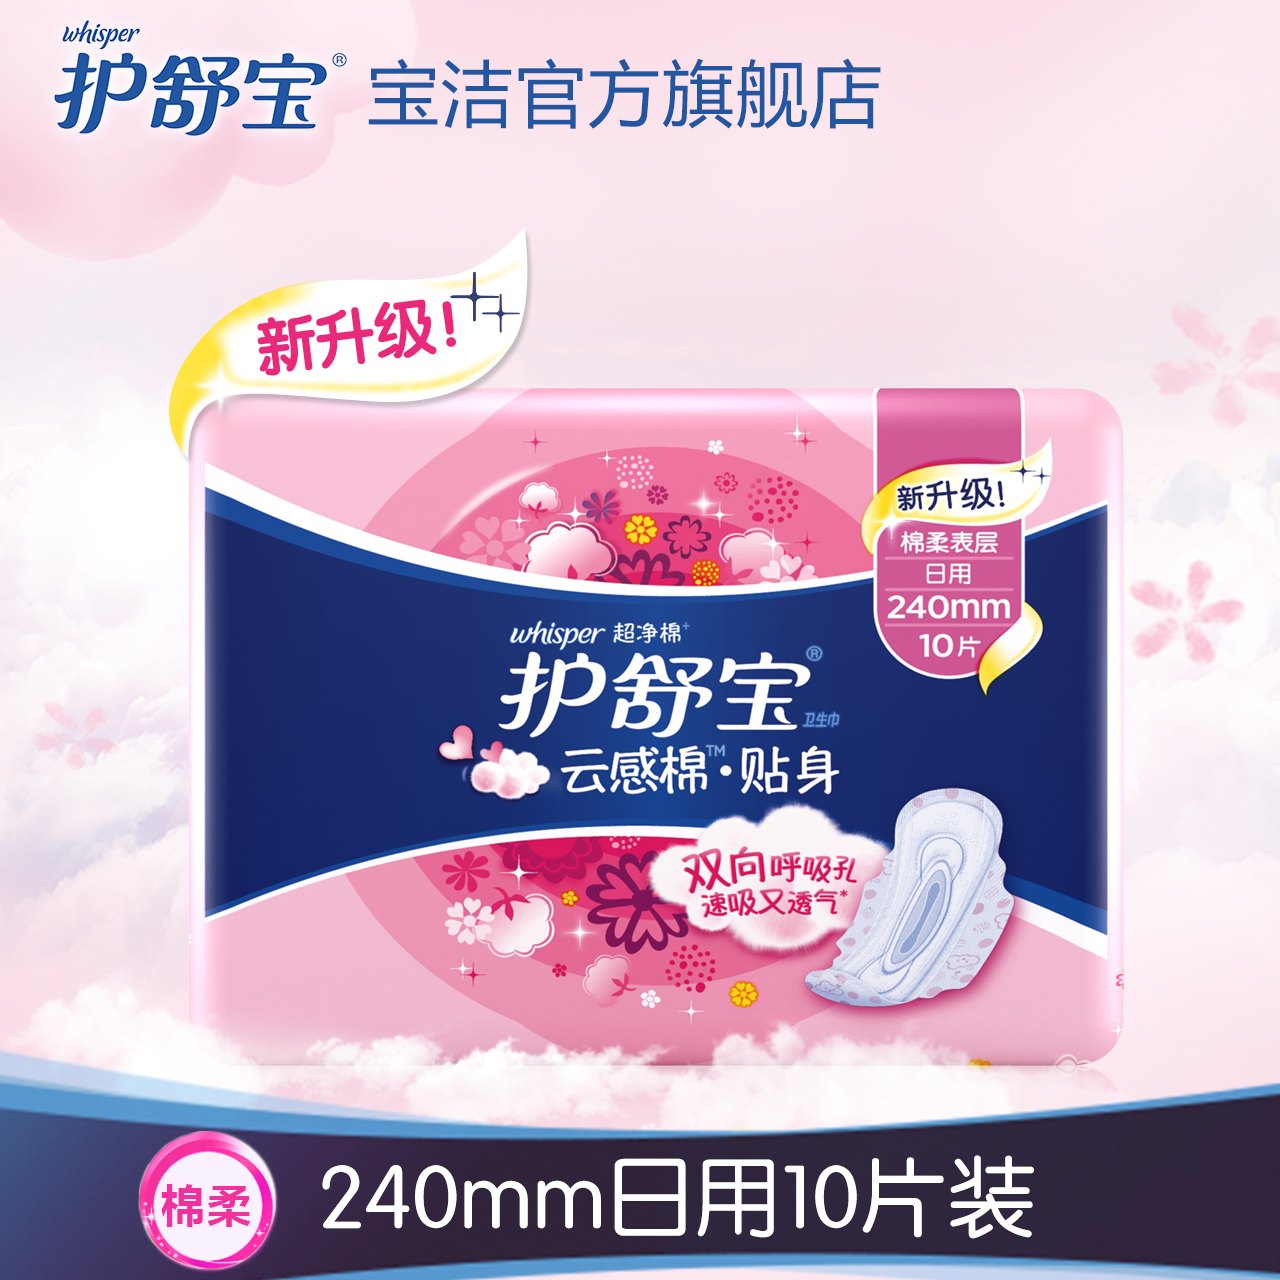 whisper
护舒宝® 宝洁官方旗舰店
新升级!
新升级!
棉柔表层
日用
240mm
10片
whisper 超净棉+
护舒宝®
卫生巾
云感棉™·贴身
双向呼吸孔
速吸又透气*
棉柔
240mm日用10片装